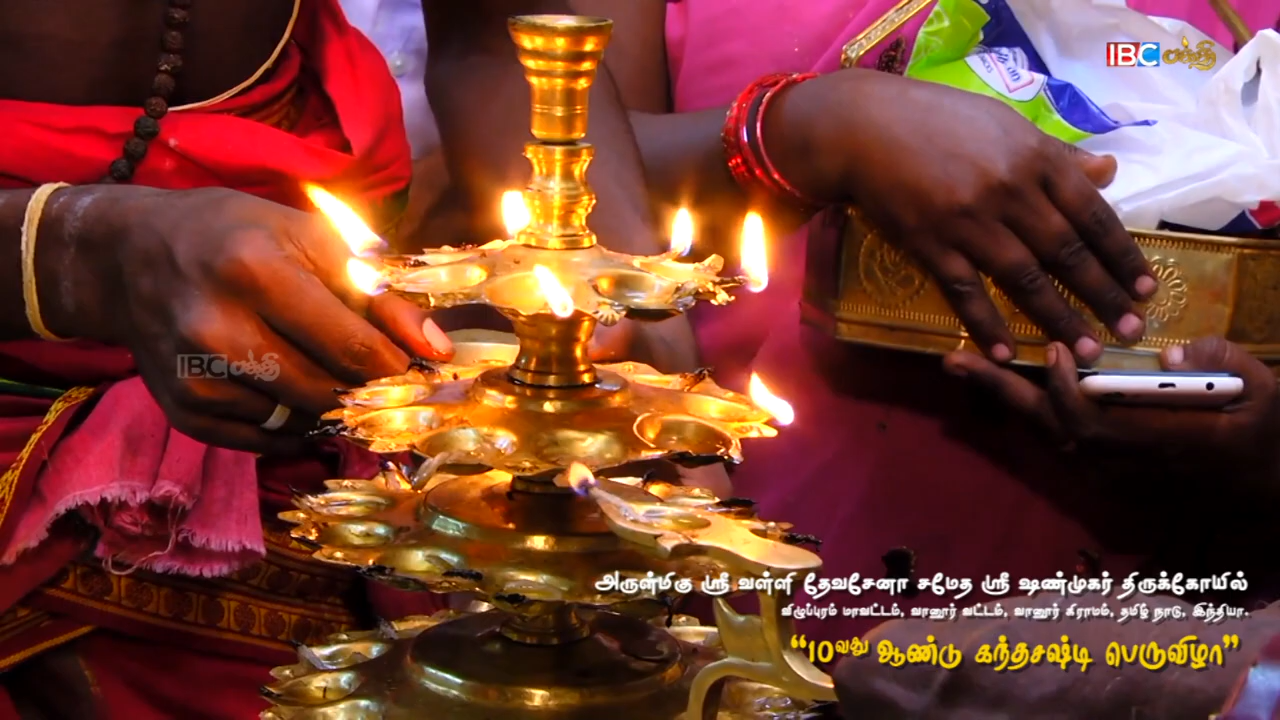 IBC பக்தி
IBC பக்தி
அருள்மிகு ஸ்ரீ வள்ளி தேவசேனா சமேத ஸ்ரீ ஷண்முகர் திருக்கோயில்
விழுப்புரம் மாவட்டம், வானூர் வட்டம், வானூர் கிராமம், தமிழ் நாடு, இந்தியா.
“10வது ஆண்டு கந்தசஷ்டி பெருவிழா”